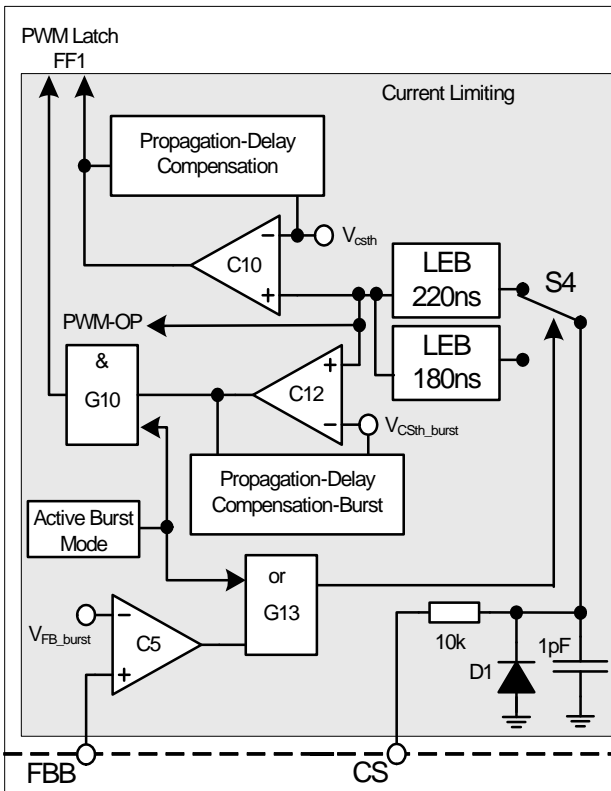 PWM Latch
FF1
Current Limiting
Propagation-Delay
Compensation
Vcsth
C10
LEB
220ns
S4
PWM-OP
LEB
180ns
&
G10
C12
VCSth_burst
Propagation-Delay
Compensation-Burst
Active Burst
Mode
or
G13
VFB_burst
C5
10k
D1
1pF
FBB
CS